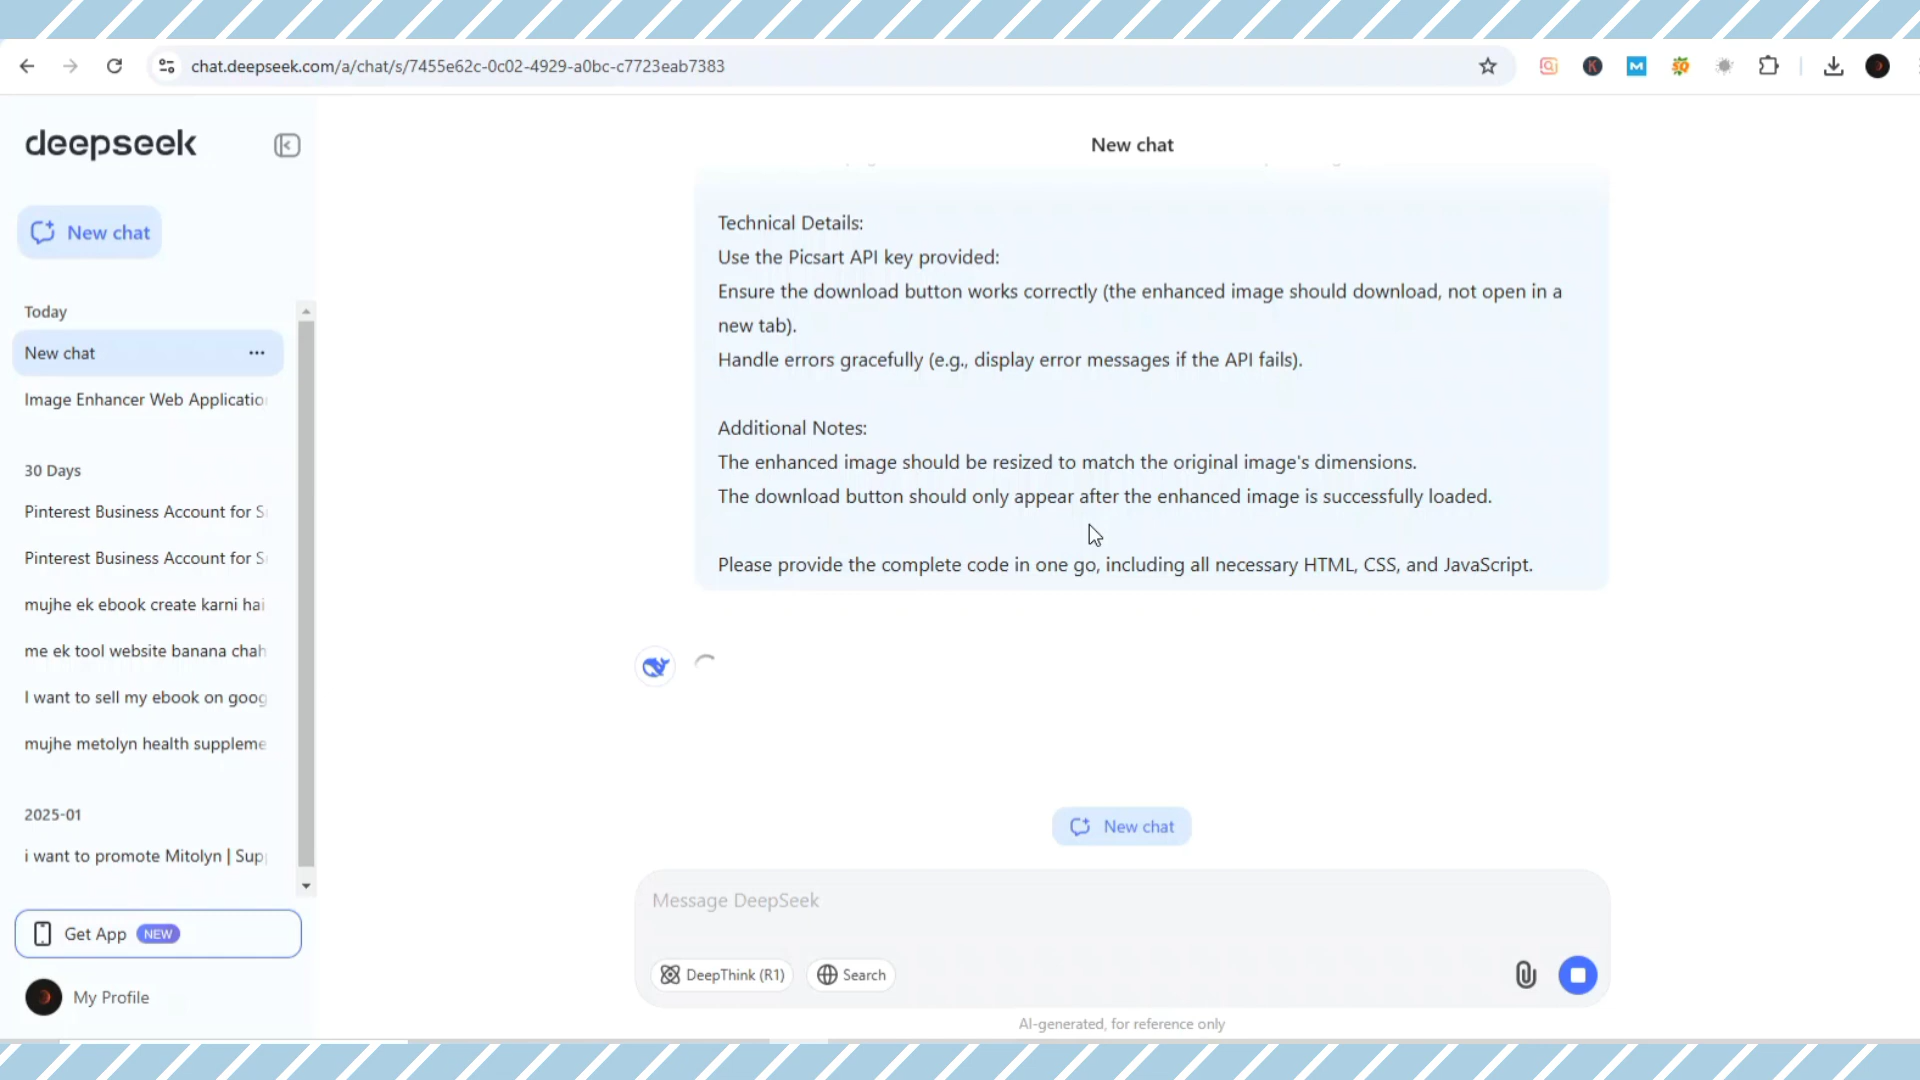 chat.deepseek.com/a/chat/s/7455e62c-0c02-4929-a0bc-c7723eab7383
deepseek
New chat
New chat
Today
New chat
Image Enhancer Web Applicatio
30 Days
Pinterest Business Account for S
Pinterest Business Account for S
mujhe ek ebook create karni hai
me ek tool website banana chah
I want to sell my ebook on goog
mujhe metolyn health suppleme
2025-01
i want to promote Mitolyn | Sup
Get App NEW
My Profile
Technical Details:
Use the Picsart API key provided:
Ensure the download button works correctly (the enhanced image should download, not open in a
new tab).
Handle errors gracefully (e.g., display error messages if the API fails).
Additional Notes:
The enhanced image should be resized to match the original image's dimensions.
The download button should only appear after the enhanced image is successfully loaded.
Please provide the complete code in one go, including all necessary HTML, CSS, and JavaScript.
New chat
Message DeepSeek
DeepThink (R1) Search
AI-generated, for reference only